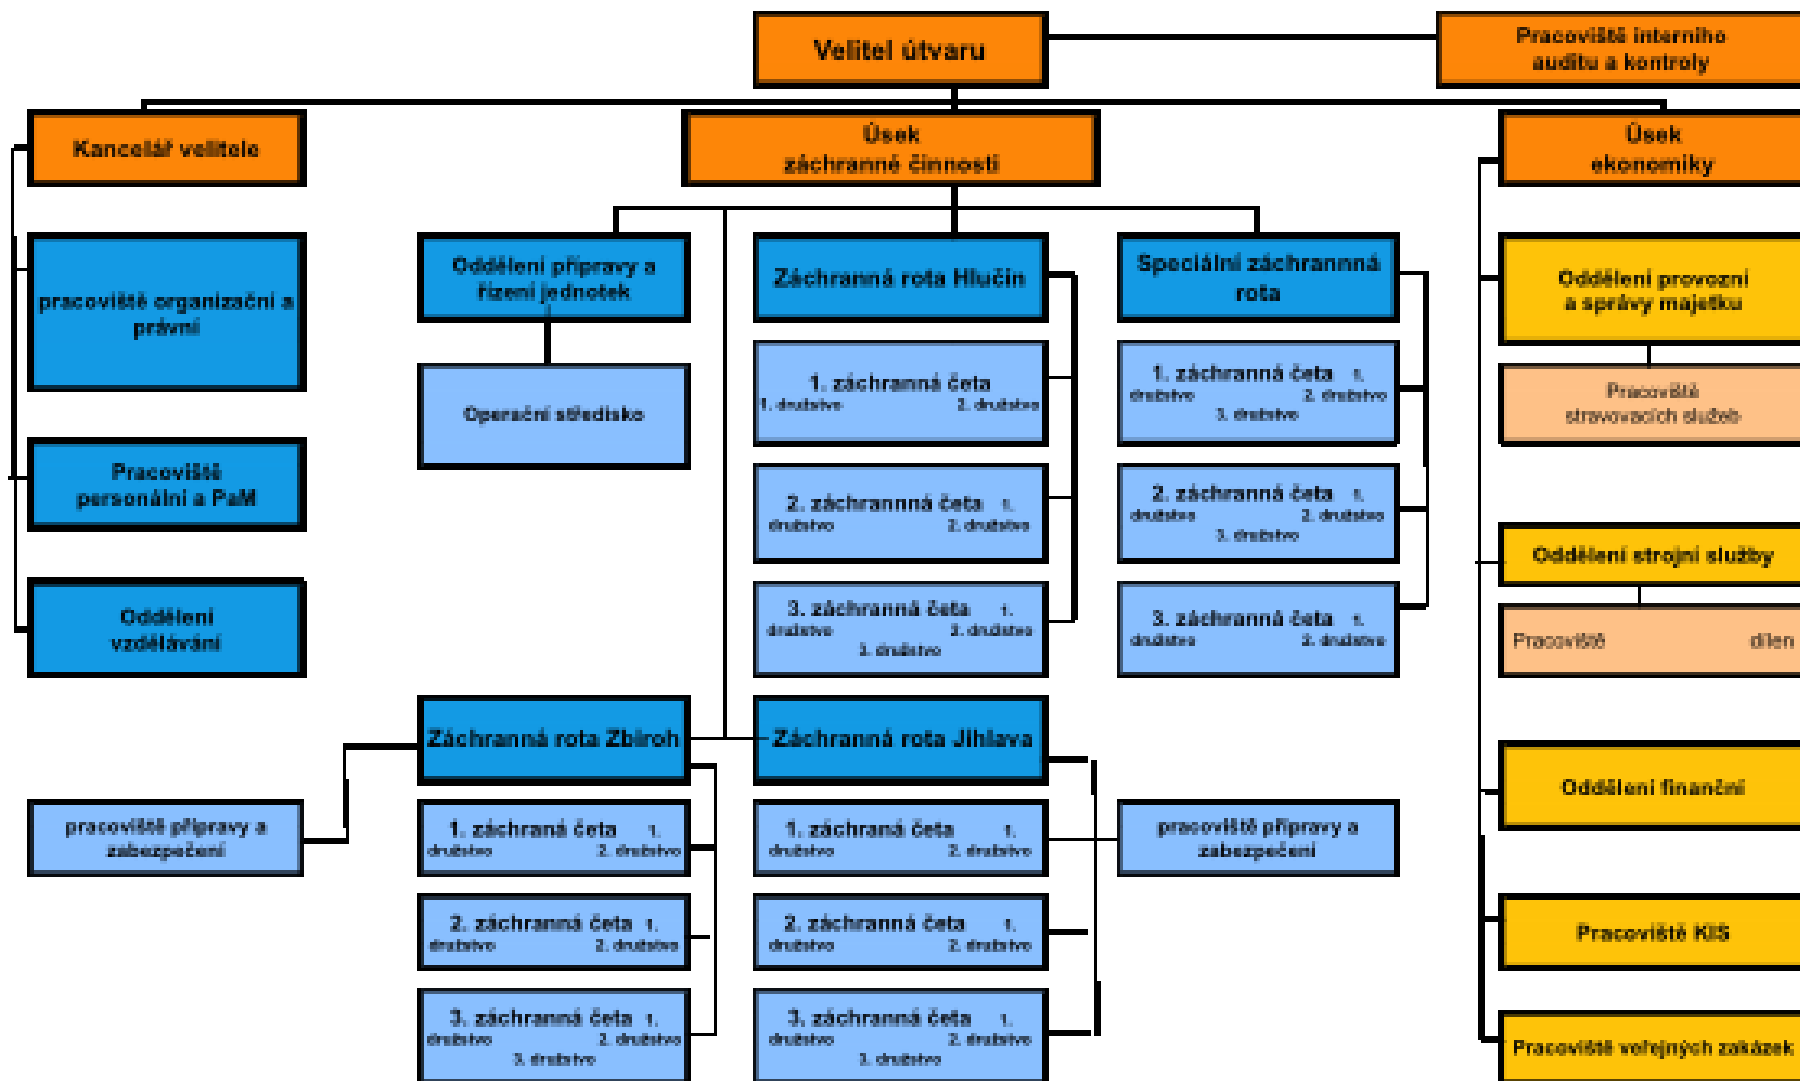 Velitel útvaru
Pracoviště interního
auditu a kontroly
Kancelář velitele
Úsek
záchranné činnosti
Úsek
ekonomiky
pracoviště organizační a
právní
Pracoviště
personální a PaM
Oddělení
vzdělávání
Oddělení přípravy a
řízení jednotek
Operační středisko
Záchranná rota Hlučín
1. záchranná četa
1. družstvo 2. družstvo
2. záchrannná četa 1.
družstvo 2. družstvo
3. záchranná četa 1.
družstvo 2. družstvo
3. družstvo
Speciální záchrannná
rota
1. záchranná četa 1.
družstvo 2. družstvo
3. družstvo
2. záchranná četa 1.
družstvo 2. družstvo
3. družstvo
3. záchranná četa 1.
družstvo 2. družstvo
Oddělení provozní
a správy majetku
Pracoviště
stravovacích služeb
Oddělení strojní služby
Pracoviště dílen
Oddělení finanční
Pracoviště KIS
Pracoviště veřejných zakázek
Záchranná rota Zbiroh
pracoviště přípravy a
zabezpečení
1. záchraná četa 1.
družstvo 2. družstvo
2. záchranná četa 1.
družstvo 2. družstvo
3. záchranná četa 1.
družstvo 2. družstvo
3. družstvo
Záchranná rota Jihlava
1. záchraná četa 1.
družstvo 2. družstvo
2. záchranná četa 1.
družstvo 2. družstvo
3. záchranná četa 1.
družstvo 2. družstvo
3. družstvo
pracoviště přípravy a
zabezpečení